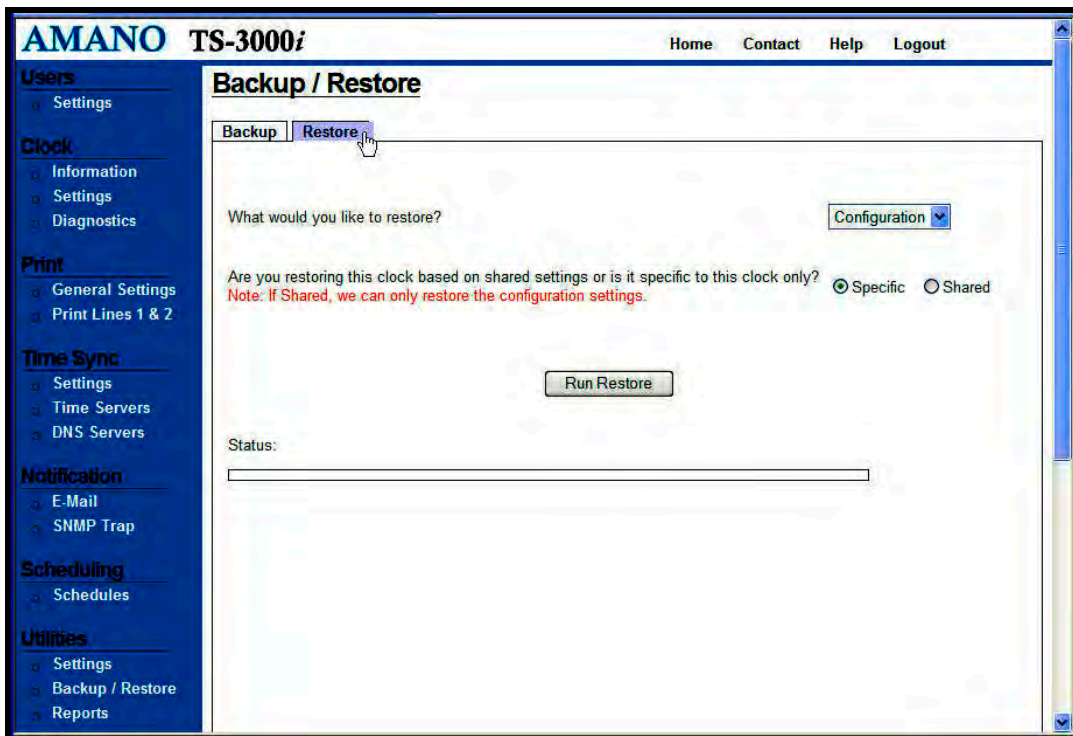 AMANO TS-3000i
Home Contact Help Logout
Users
Settings
Clock
Information
Settings
Diagnostics
Print
General Settings
Print Lines 1 & 2
Time Sync
Settings
Time Servers
DNS Servers
Notification
E-Mail
SNMP Trap
Scheduling
Schedules
Utilities
Settings
Backup / Restore
Reports
Backup / Restore
Backup Restore
What would you like to restore? Configuration
Are you restoring this clock based on shared settings or is it specific to this clock only? Specific Shared
Note: If Shared, we can only restore the configuration settings.
Run Restore
Status: